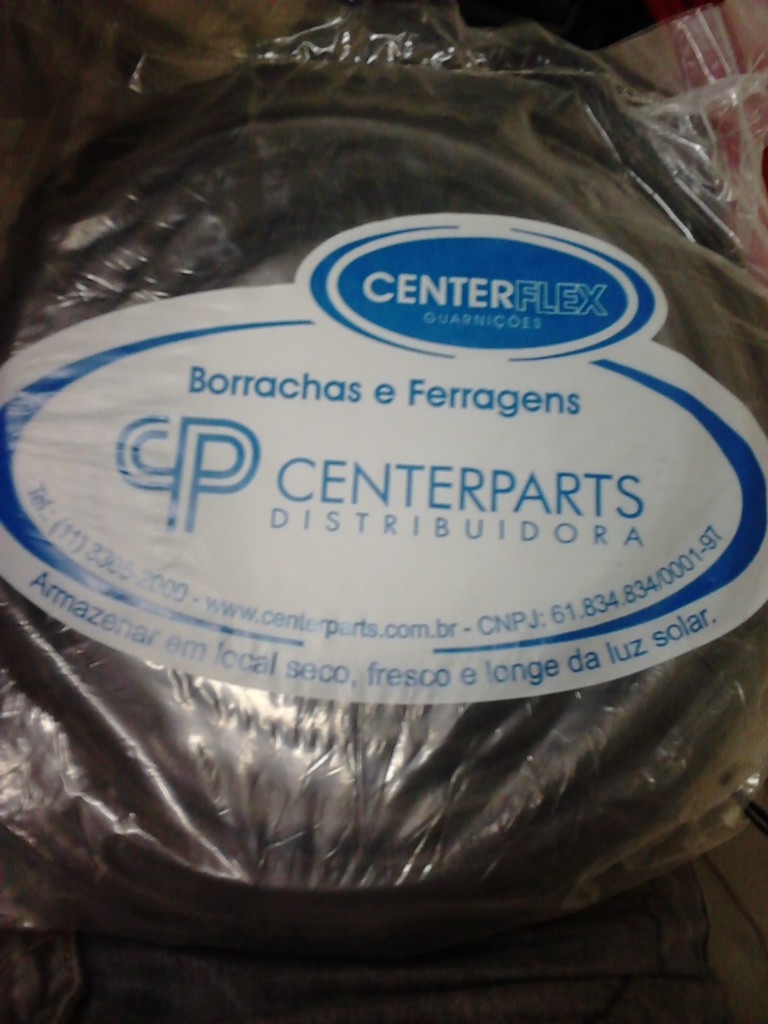 CENTERFLEX
GUARNIÇÕES
Borrachas e Ferragens
CP CENTERPARTS
DISTRIBUIDORA
Tel.: (11) 2000 - www.centerparts.com.br - CNPJ: 61.834.834/0001-97
Armazenar em local seco, fresco e longe da luz solar.